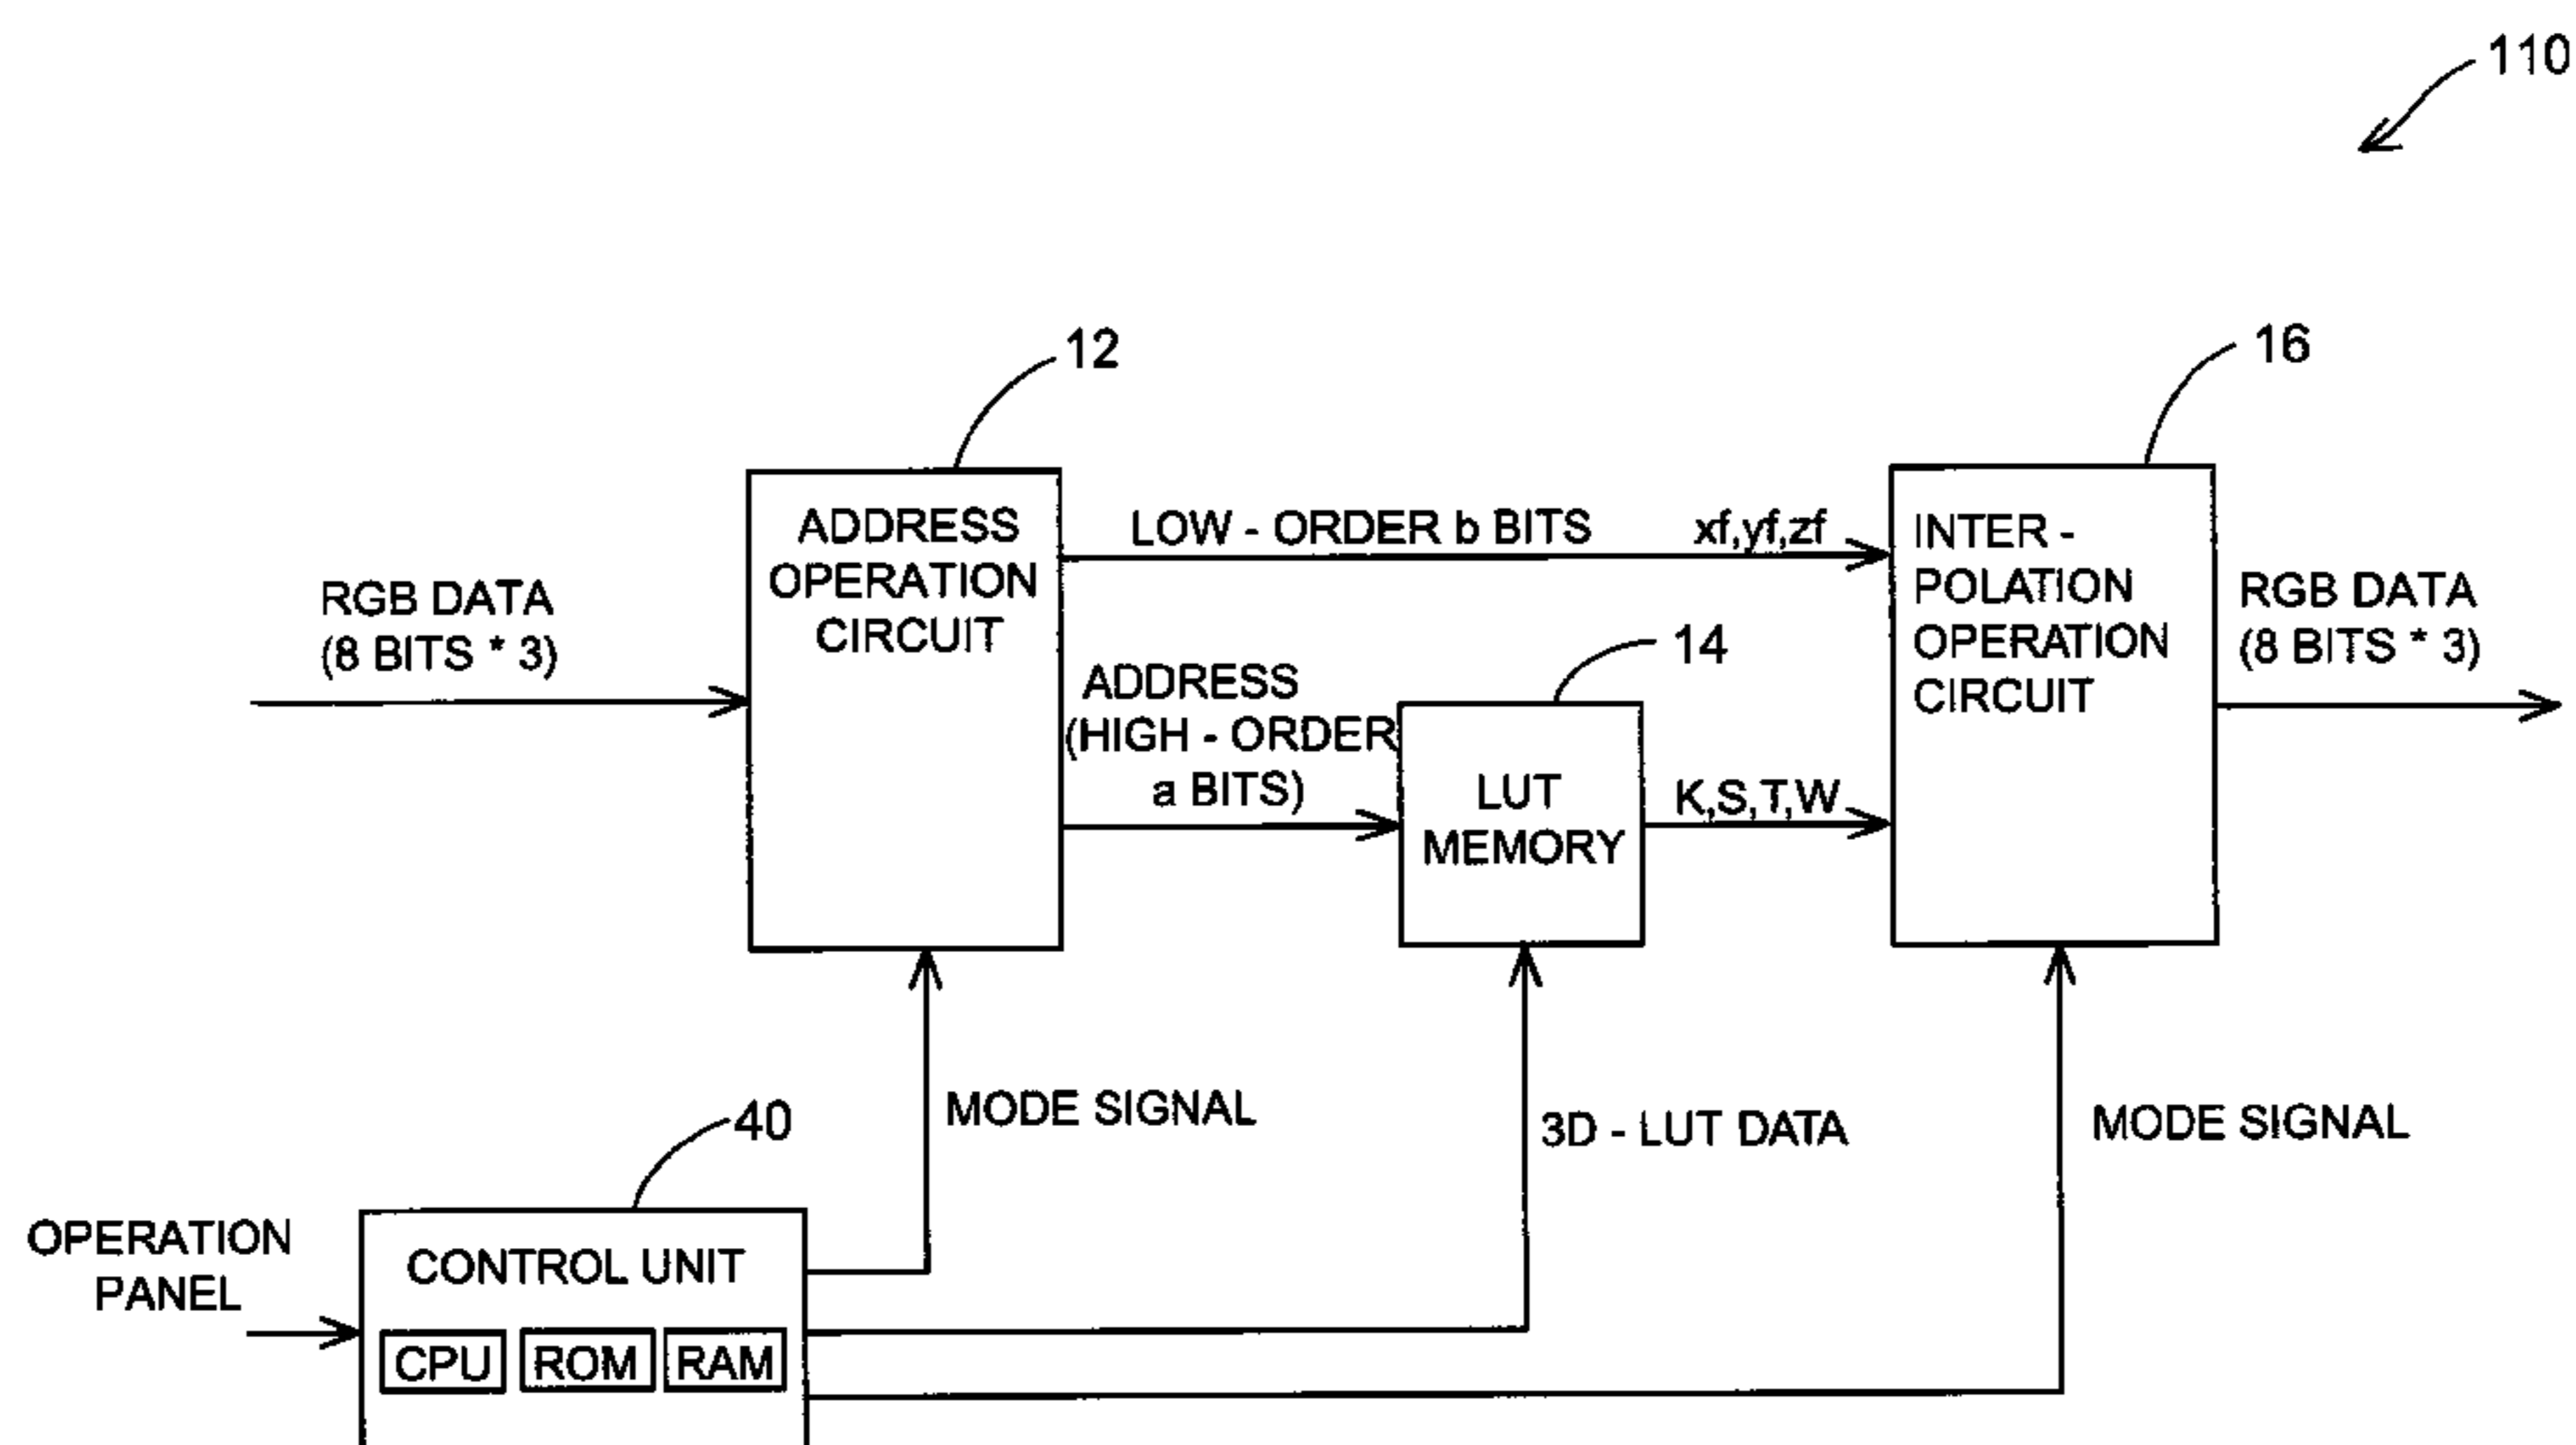 110
12
16
ADDRESS
OPERATION
CIRCUIT
LOW - ORDER b BITS
xf,yf,zf
INTER -
POLATION
OPERATION
CIRCUIT
RGB DATA
(8 BITS * 3)
RGB DATA
(8 BITS * 3)
14
ADDRESS
(HIGH - ORDER
a BITS)
LUT
MEMORY
K,S,T,W
40
MODE SIGNAL
3D - LUT DATA
MODE SIGNAL
OPERATION
PANEL
CONTROL UNIT
CPU
ROM
RAM